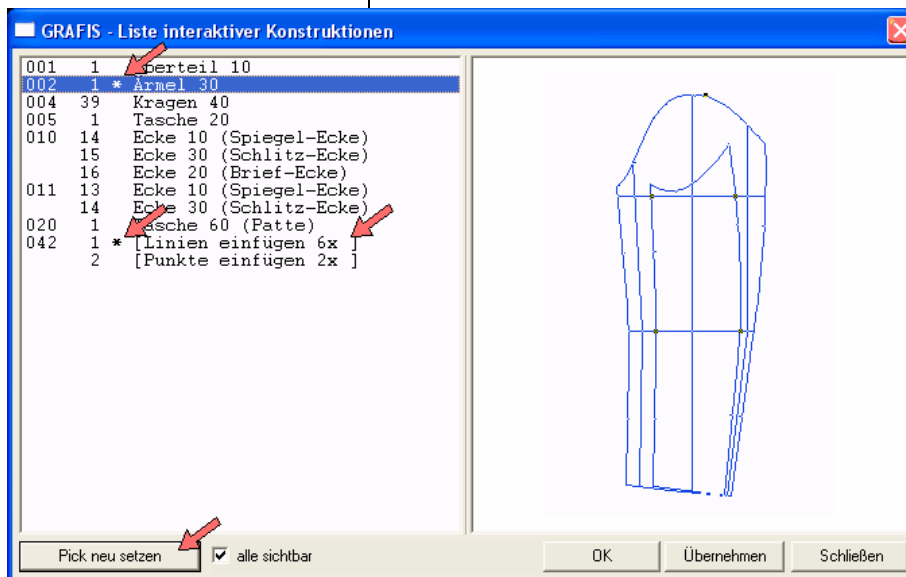 GRAFIS - Liste interaktiver Konstruktionen
001 1 Oberteil 10
002 1 * Ärmel 30
004 39 Kragen 40
005 1 Tasche 20
010 14 Ecke 10 (Spiegel-Ecke)
15 Ecke 30 (Schlitz-Ecke)
16 Ecke 20 (Brief-Ecke)
011 13 Ecke 10 (Spiegel-Ecke)
14 Ecke 30 (Schlitz-Ecke)
020 1 Tasche 60 (Patte)
042 1 * [Linien einfügen 6x ]
2 [Punkte einfügen 2x ]
Pick neu setzen alle sichtbar OK Übernehmen Schließen